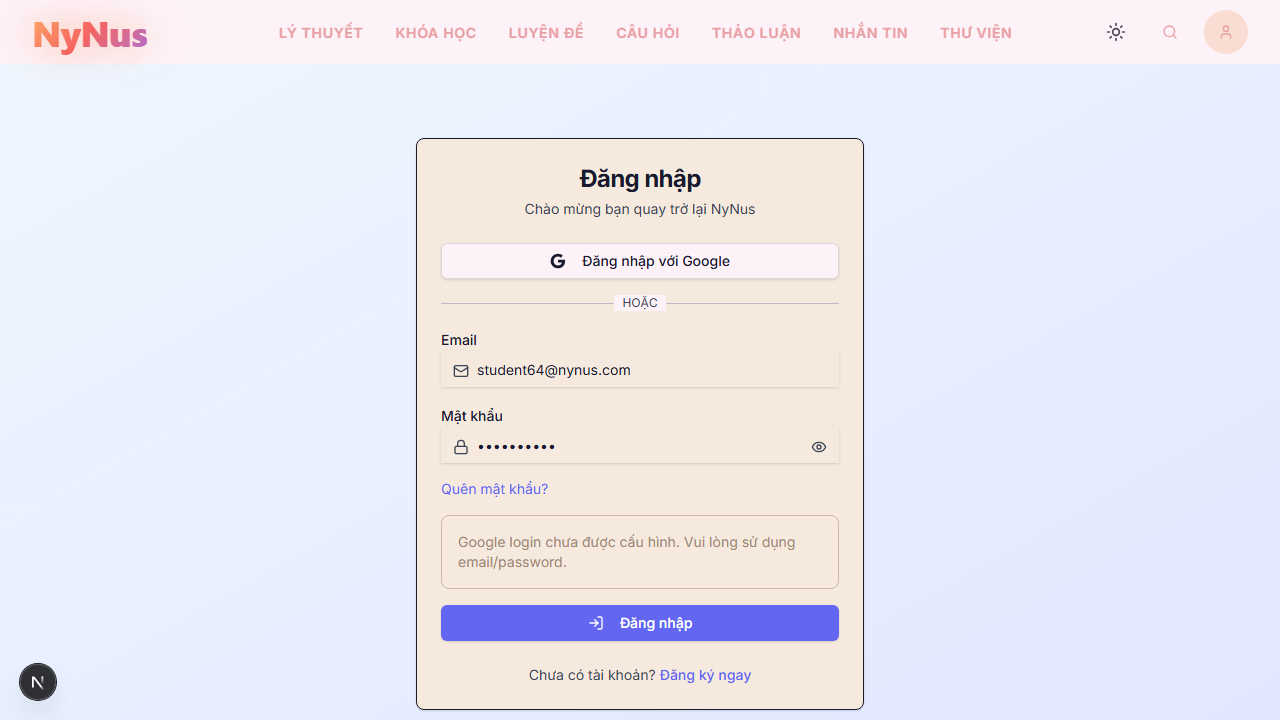 NyNus
LÝ THUYẾT KHÓA HỌC LUYỆN ĐỀ CÂU HỎI THẢO LUẬN NHẮN TIN THƯ VIỆN
Đăng nhập
Chào mừng bạn quay trở lại NyNus
G Đăng nhập với Google
HOẶC
Email
student64@nynus.com
Mật khẩu
••••••••••
Quên mật khẩu?
Google login chưa được cấu hình. Vui lòng sử dụng
email/password.
Đăng nhập
Chưa có tài khoản? Đăng ký ngay
N